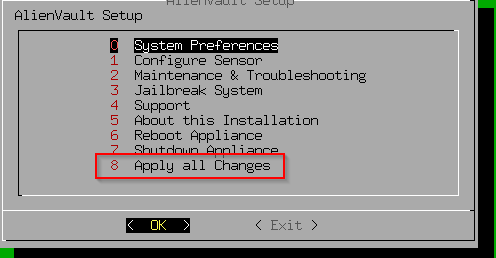 AlienVault Setup
AlienVault Setup
0 System Preferences
1 Configure Sensor
2 Maintenance & Troubleshooting
3 Jailbreak System
4 Support
5 About this Installation
6 Reboot Appliance
7 Shutdown Appliance
8 Apply all Changes
< OK > < Exit >